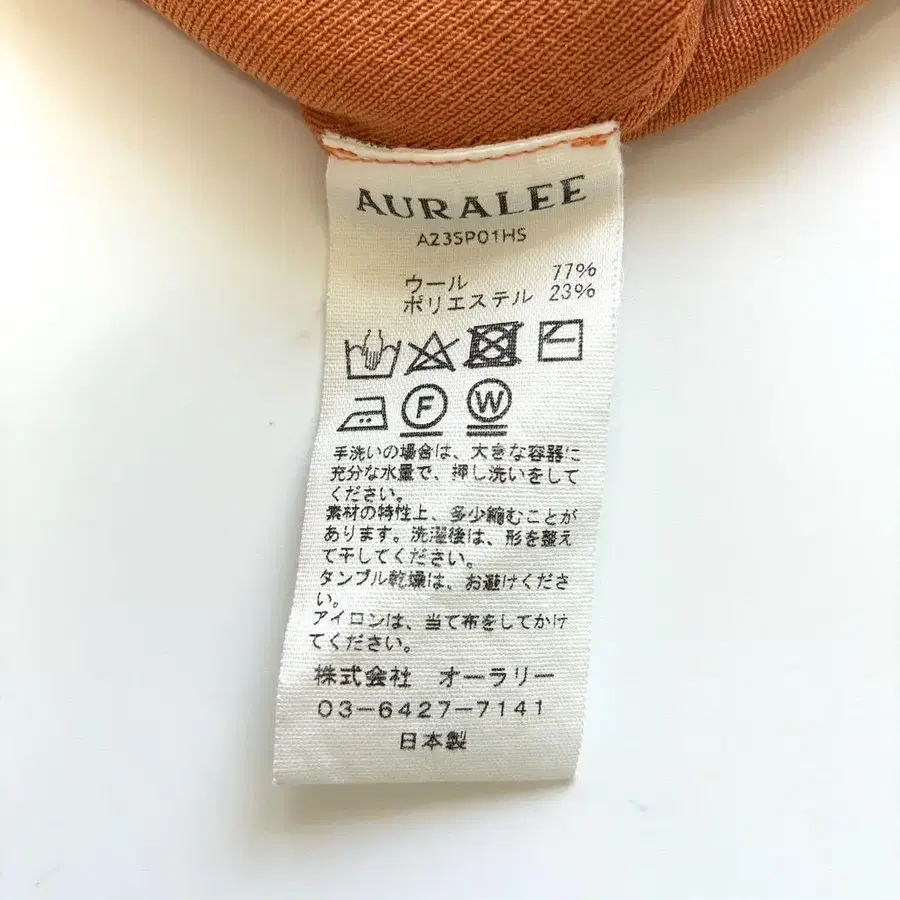 AURALEE
A23SP01HS
ウール 77%
ポリエステル 23%
F W
手洗いの場合は、大きな容器に
充分な水量で、押し洗いをして
ください。
素材の特性上、多少縮むことが
あります。洗濯後は、形を整え
て干してください。
タンブル乾燥は、お避けくださ
い。
アイロンは、当て布をしてかけ
てください。
株式会社 オーラリー
03-6427-7141
日本製